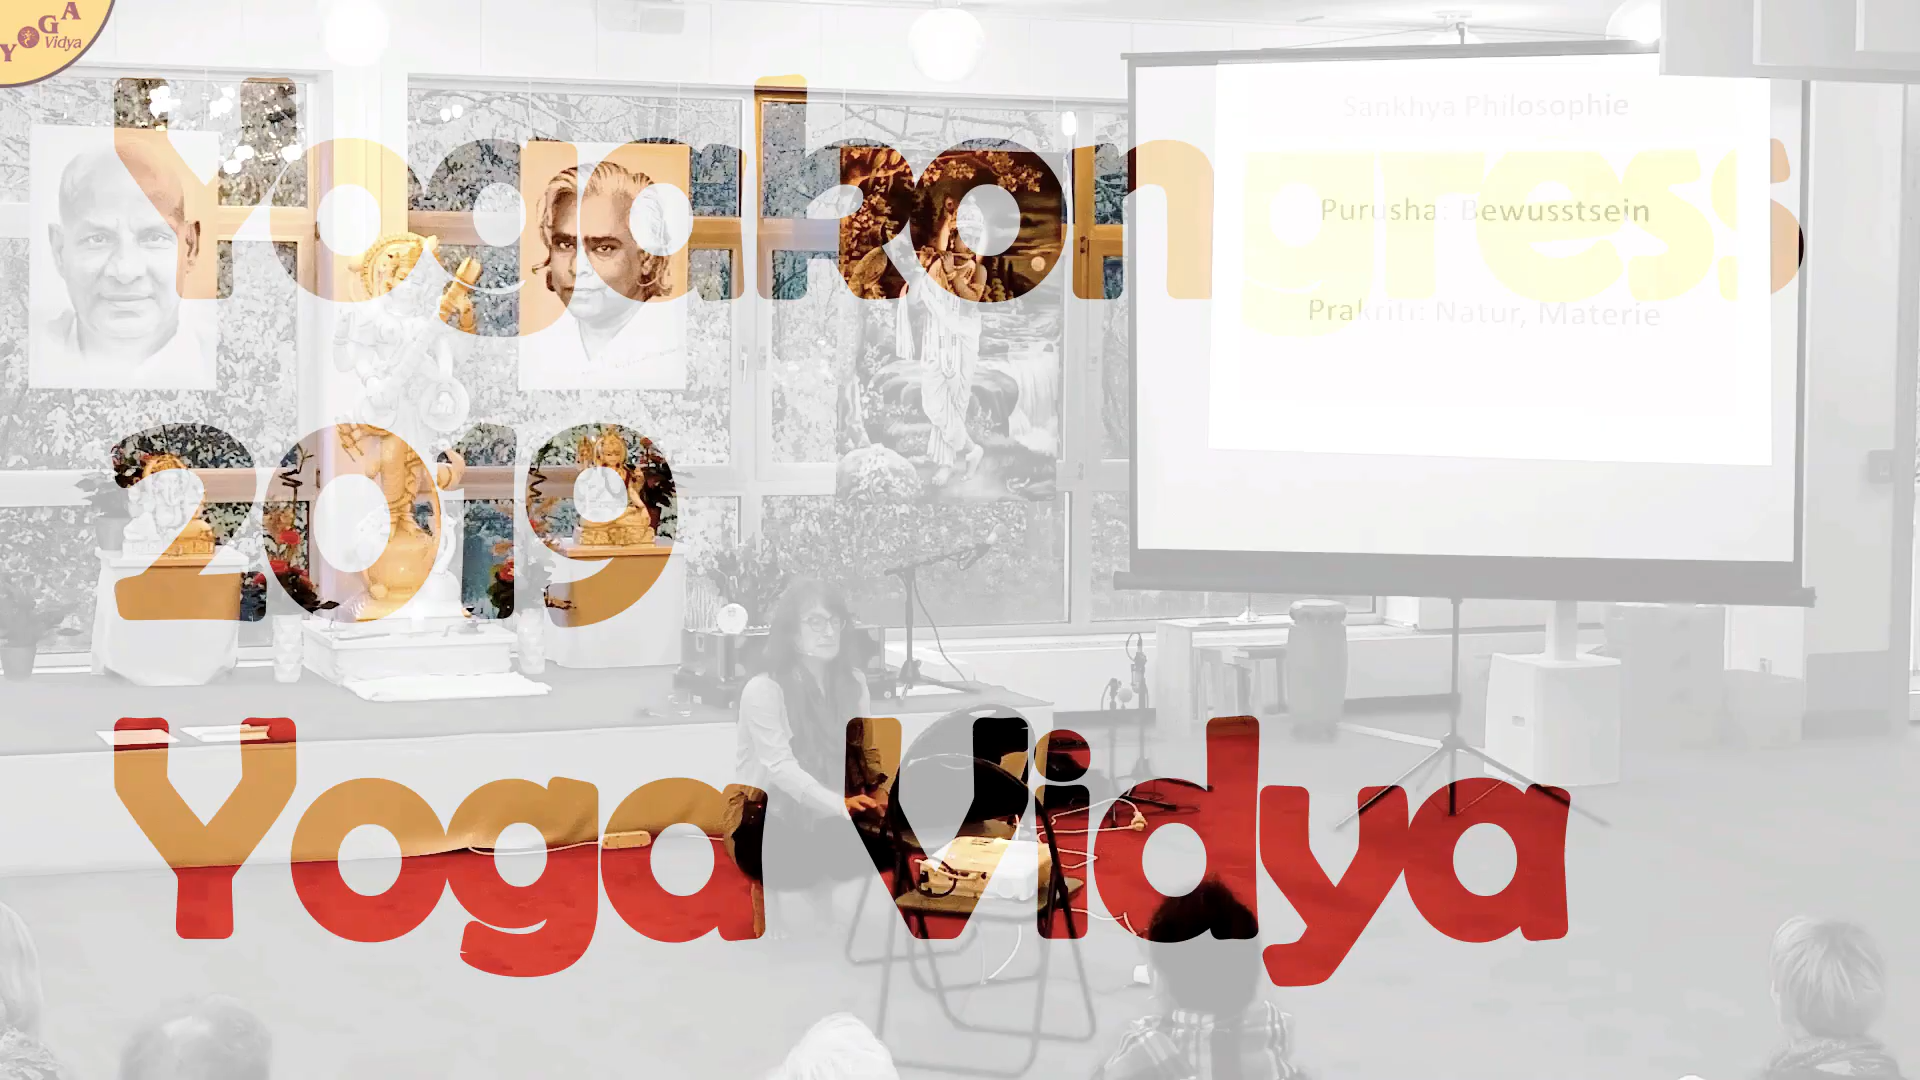 YOGA
Vidya
Yogakongress
2019
Yoga Vidya
Sankhya Philosophie
Purusha: Bewusstsein
Prakriti: Natur, Materie